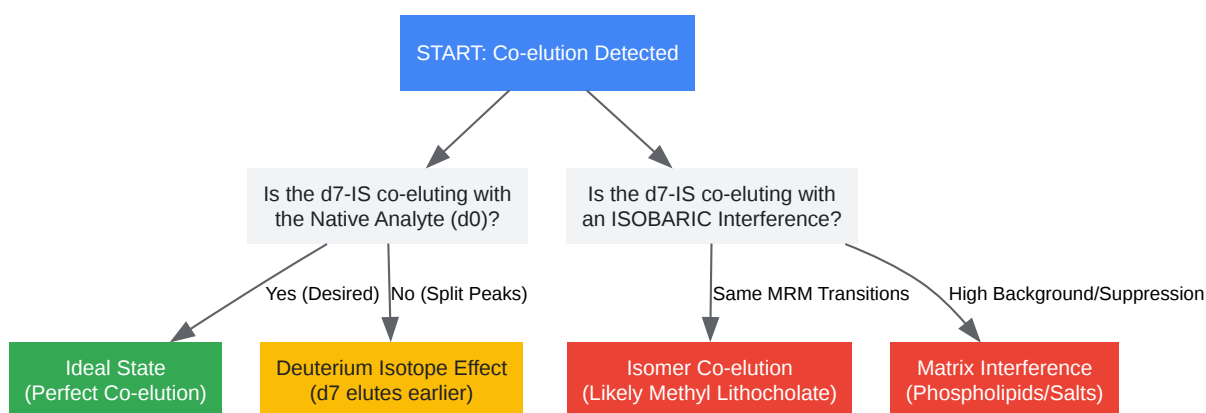 START: Co-elution Detected
Is the d7-IS co-eluting with
the Native Analyte (d0)?
Is the d7-IS co-eluting with
an ISOBARIC Interference?
Yes (Desired)
No (Split Peaks)
Same MRM Transitions
High Background/Suppression
Ideal State
(Perfect Co-elution)
Deuterium Isotope Effect
(d7 elutes earlier)
Isomer Co-elution
(Likely Methyl Lithocholate)
Matrix Interference
(Phospholipids/Salts)